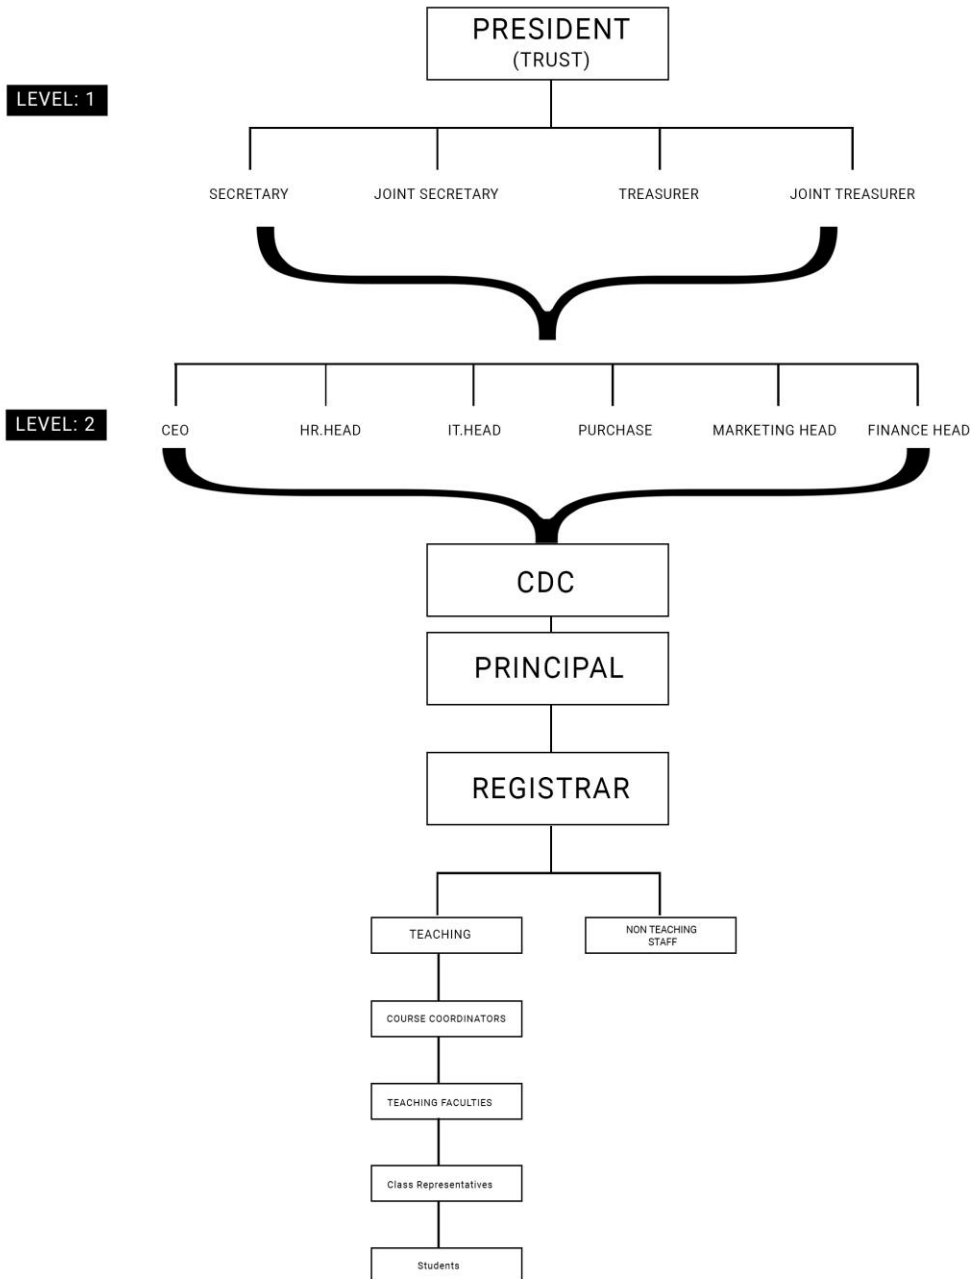 PRESIDENT
(TRUST)
LEVEL: 1
SECRETARY
JOINT SECRETARY
TREASURER
JOINT TREASURER
LEVEL: 2
CEO
HR.HEAD
IT.HEAD
PURCHASE
MARKETING HEAD
FINANCE HEAD
CDC
PRINCIPAL
REGISTRAR
TEACHING
NON TEACHING
STAFF
COURSE COORDINATORS
TEACHING FACULTIES
Class Representatives
Students